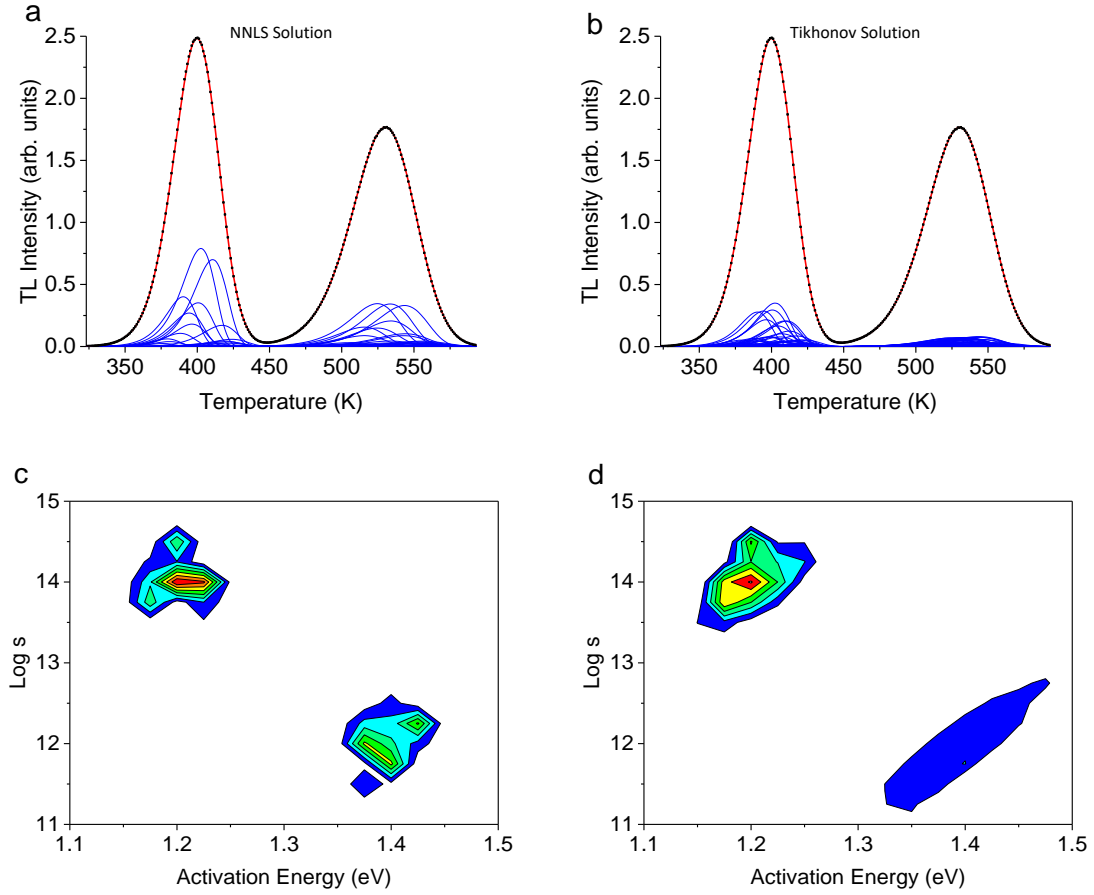 a
NNLS Solution
2.5
2.0
1.5
1.0
0.5
0.0
TL Intensity (arb. units)
350 400 450 500 550
Temperature (K)
b
Tikhonov Solution
2.5
2.0
1.5
1.0
0.5
0.0
TL Intensity (arb. units)
350 400 450 500 550
Temperature (K)
c
15
14
13
12
11
Log s
1.1 1.2 1.3 1.4 1.5
Activation Energy (eV)
d
15
14
13
12
11
Log s
1.1 1.2 1.3 1.4 1.5
Activation Energy (eV)